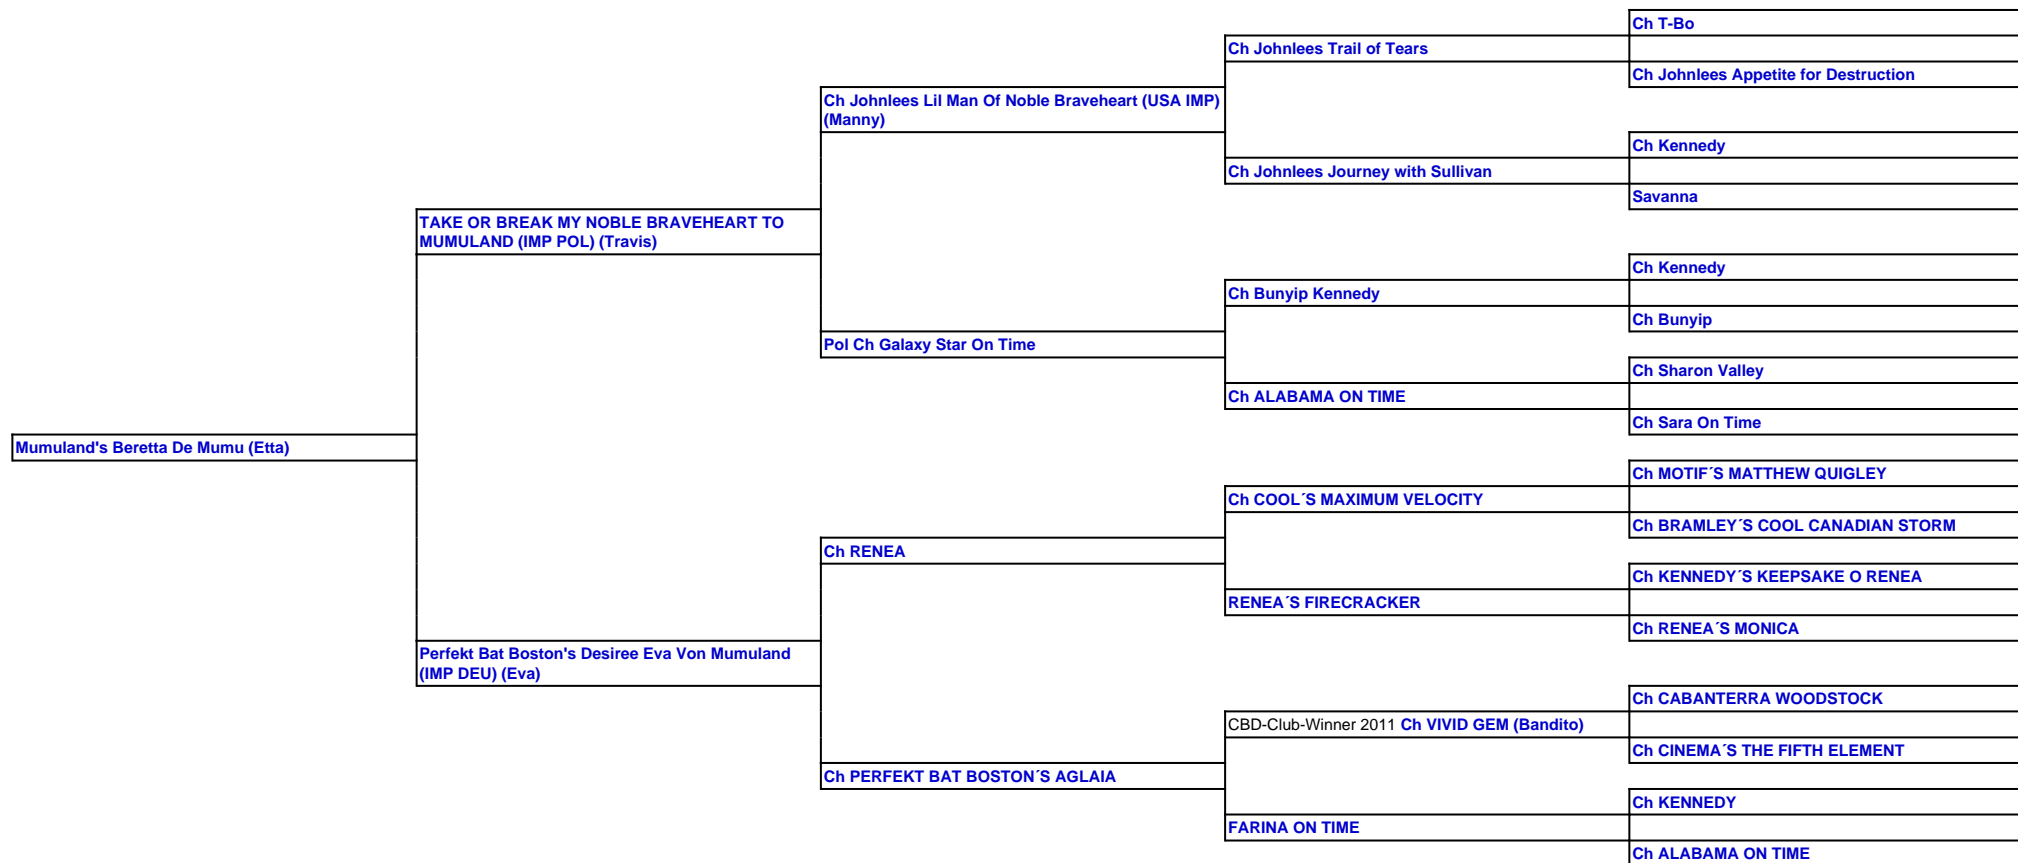 Ch T-Bo
Ch Johnlees Trail of Tears
Ch Johnlees Appetite for Destruction
Ch Johnlees Lil Man Of Noble Braveheart (USA IMP)
(Manny)
Ch Kennedy
Ch Johnlees Journey with Sullivan
Savanna
TAKE OR BREAK MY NOBLE BRAVEHEART TO
MUMULAND (IMP POL) (Travis)
Ch Kennedy
Ch Bunyip Kennedy
Ch Bunyip
Pol Ch Galaxy Star On Time
Ch Sharon Valley
Ch ALABAMA ON TIME
Ch Sara On Time
Mumuland's Beretta De Mumu (Etta)
Ch MOTIF´S MATTHEW QUIGLEY
Ch COOL´S MAXIMUM VELOCITY
Ch BRAMLEY´S COOL CANADIAN STORM
Ch RENEA
Ch KENNEDY´S KEEPSAKE O RENEA
RENEA´S FIRECRACKER
Ch RENEA´S MONICA
Perfekt Bat Boston's Desiree Eva Von Mumuland
(IMP DEU) (Eva)
Ch CABANTERRA WOODSTOCK
CBD-Club-Winner 2011 Ch VIVID GEM (Bandito)
Ch CINEMA´S THE FIFTH ELEMENT
Ch PERFEKT BAT BOSTON´S AGLAIA
Ch KENNEDY
FARINA ON TIME
Ch ALABAMA ON TIME